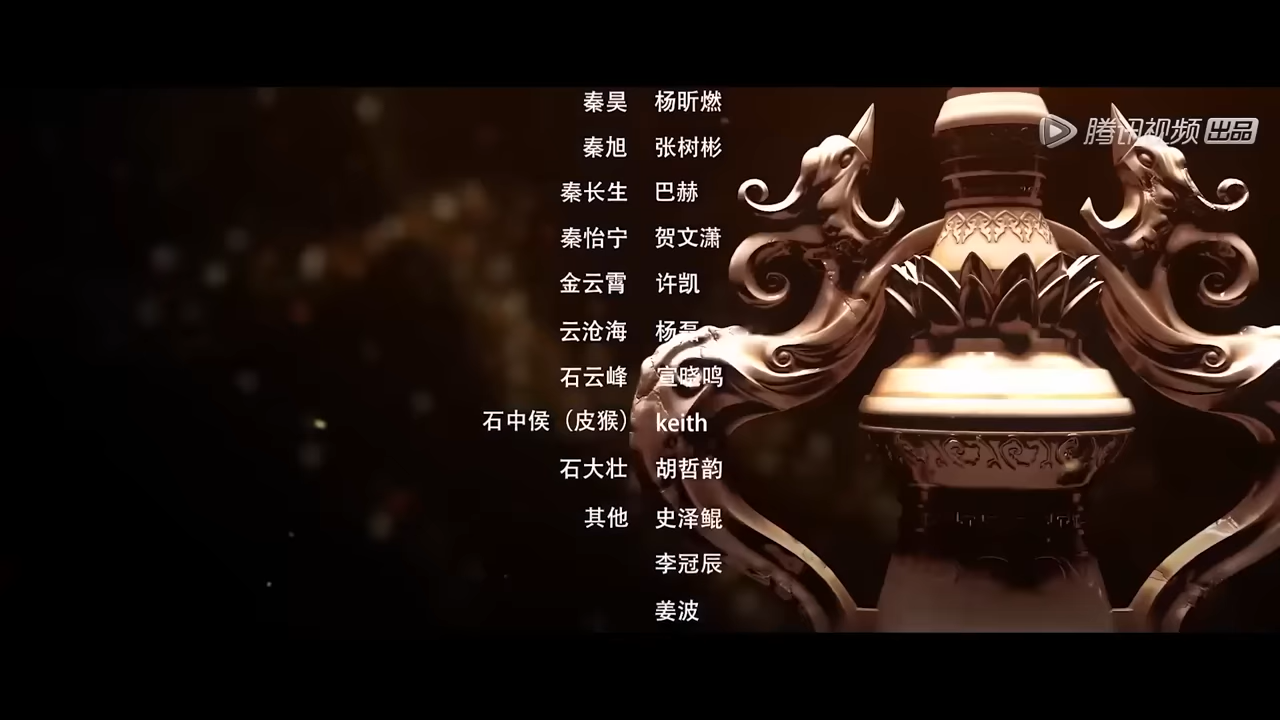 秦昊 杨昕燃
腾讯视频 出品
秦旭 张树彬
秦长生 巴赫
秦怡宁 贺文潇
金云霄 许凯
云沧海 杨磊
石云峰 宣晓鸣
石中侯（皮猴） keith
石大壮 胡哲韵
其他 史泽鲲
李冠辰
姜波